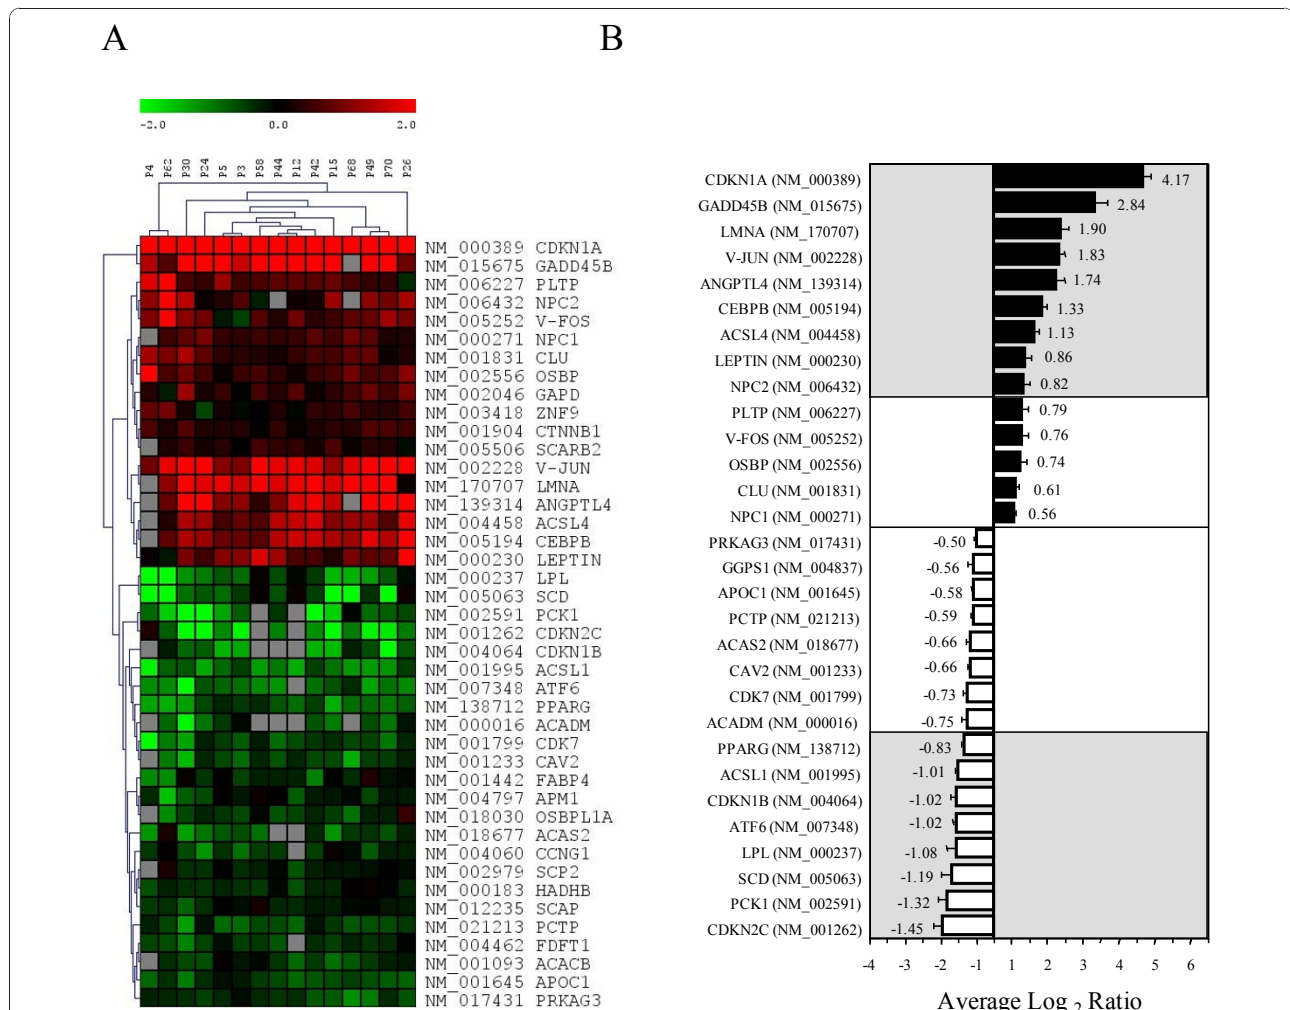 A
B
-2.0 0.0 2.0
P4 P62 P30 P24 P5 P3 P58 P44 P12 P42 P15 P68 P49 P70 P26
NM_000389 CDKN1A
NM_015675 GADD45B
NM_006227 PLTP
NM_006432 NPC2
NM_005252 V-FOS
NM_000271 NPC1
NM_001831 CLU
NM_002556 OSBP
NM_002046 GAPD
NM_003418 ZNF9
NM_001904 CTNNB1
NM_005506 SCARB2
NM_002228 V-JUN
NM_170707 LMNA
NM_139314 ANGPTL4
NM_004458 ACSL4
NM_005194 CEBPB
NM_000230 LEPTIN
NM_000237 LPL
NM_005063 SCD
NM_002591 PCK1
NM_001262 CDKN2C
NM_004064 CDKN1B
NM_001995 ACSL1
NM_007348 ATF6
NM_138712 PPARG
NM_000016 ACADM
NM_001799 CDK7
NM_001233 CAV2
NM_001442 FABP4
NM_004797 APM1
NM_018030 OSBPL1A
NM_018677 ACAS2
NM_004060 CCNG1
NM_002979 SCP2
NM_000183 HADHB
NM_012235 SCAP
NM_021213 PCTP
NM_004462 FDFT1
NM_001093 ACACB
NM_001645 APOC1
NM_017431 PRKAG3
CDKN1A (NM_000389) 4.17
GADD45B (NM_015675) 2.84
LMNA (NM_170707) 1.90
V-JUN (NM_002228) 1.83
ANGPTL4 (NM_139314) 1.74
CEBPB (NM_005194) 1.33
ACSL4 (NM_004458) 1.13
LEPTIN (NM_000230) 0.86
NPC2 (NM_006432) 0.82
PLTP (NM_006227) 0.79
V-FOS (NM_005252) 0.76
OSBP (NM_002556) 0.74
CLU (NM_001831) 0.61
NPC1 (NM_000271) 0.56
PRKAG3 (NM_017431) -0.50
GGPS1 (NM_004837) -0.56
APOC1 (NM_001645) -0.58
PCTP (NM_021213) -0.59
ACAS2 (NM_018677) -0.66
CAV2 (NM_001233) -0.66
CDK7 (NM_001799) -0.73
ACADM (NM_000016) -0.75
PPARG (NM_138712) -0.83
ACSL1 (NM_001995) -1.01
CDKN1B (NM_004064) -1.02
ATF6 (NM_007348) -1.02
LPL (NM_000237) -1.08
SCD (NM_005063) -1.19
PCK1 (NM_002591) -1.32
CDKN2C (NM_001262) -1.45
-4 -3 -2 -1 1 2 3 4 5 6
Average Log 2 Ratio